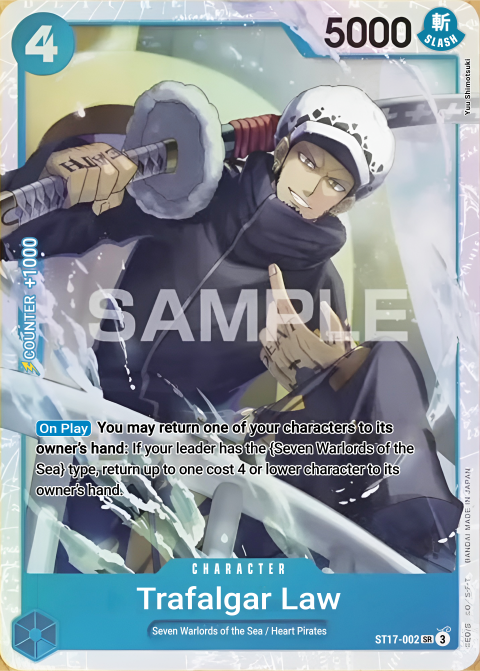 4
5000
斬
SLASH
Yuu Shimotsuki
COUNTER +1000
SAMPLE
On Play You may return one of your characters to its
owner's hand: If your leader has the {Seven Warlords of the
Sea} type, return up to one cost 4 or lower character to its
owner's hand.
BANDAI MADE IN JAPAN
CHARACTER
Trafalgar Law
Seven Warlords of the Sea / Heart Pirates
ST17-002 SR 3